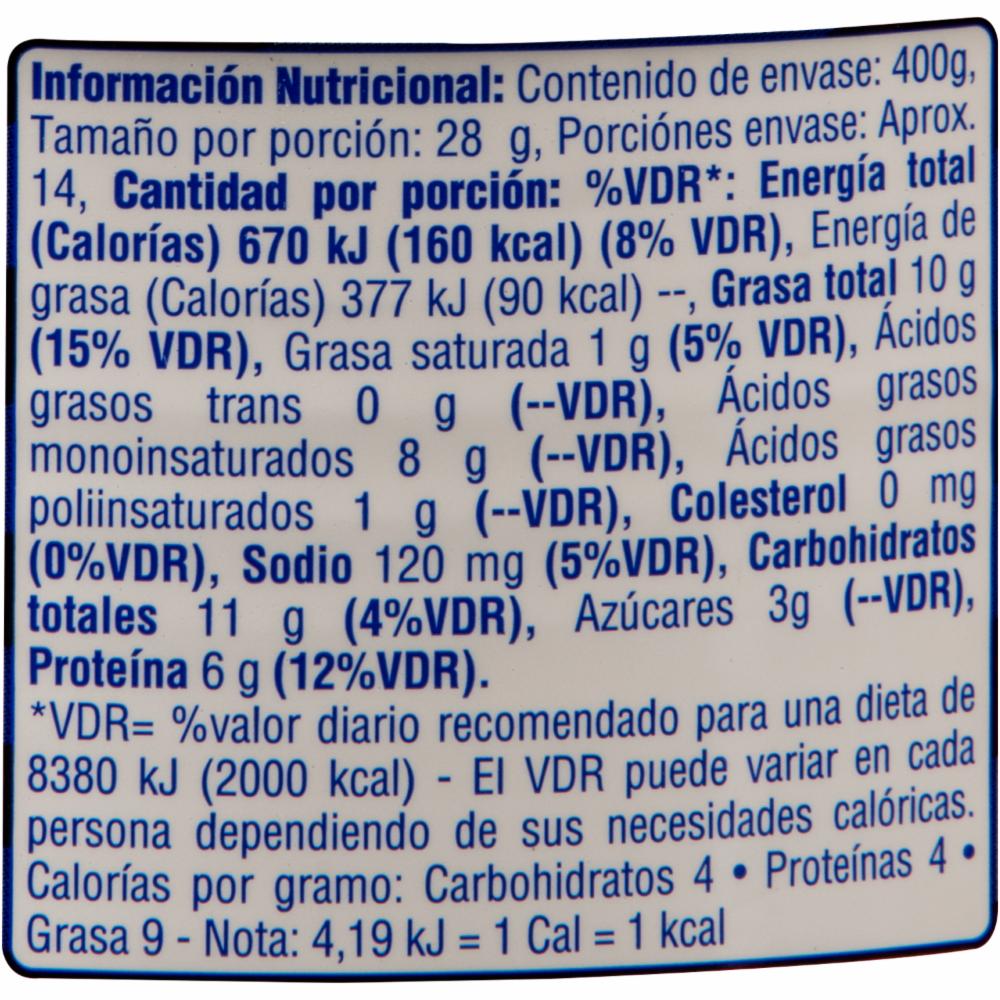 Información Nutricional: Contenido de envase: 400g,
Tamaño por porción: 28 g, Porciónes envase: Aprox.
14, Cantidad por porción: %VDR*: Energía total
(Calorías) 670 kJ (160 kcal) (8% VDR), Energía de
grasa (Calorías) 377 kJ (90 kcal) --, Grasa total 10 g
(15% VDR), Grasa saturada 1 g (5% VDR), Ácidos
grasos trans 0 g (--VDR), Ácidos grasos
monoinsaturados 8 g (--VDR), Ácidos grasos
poliinsaturados 1 g (--VDR), Colesterol 0 mg
(0%VDR), Sodio 120 mg (5%VDR), Carbohidratos
totales 11 g (4%VDR), Azúcares 3g (--VDR),
Proteína 6 g (12%VDR).
*VDR= %valor diario recomendado para una dieta de
8380 kJ (2000 kcal) - El VDR puede variar en cada
persona dependiendo de sus necesidades calóricas.
Calorías por gramo: Carbohidratos 4 • Proteínas 4 •
Grasa 9 - Nota: 4,19 kJ = 1 Cal = 1 kcal